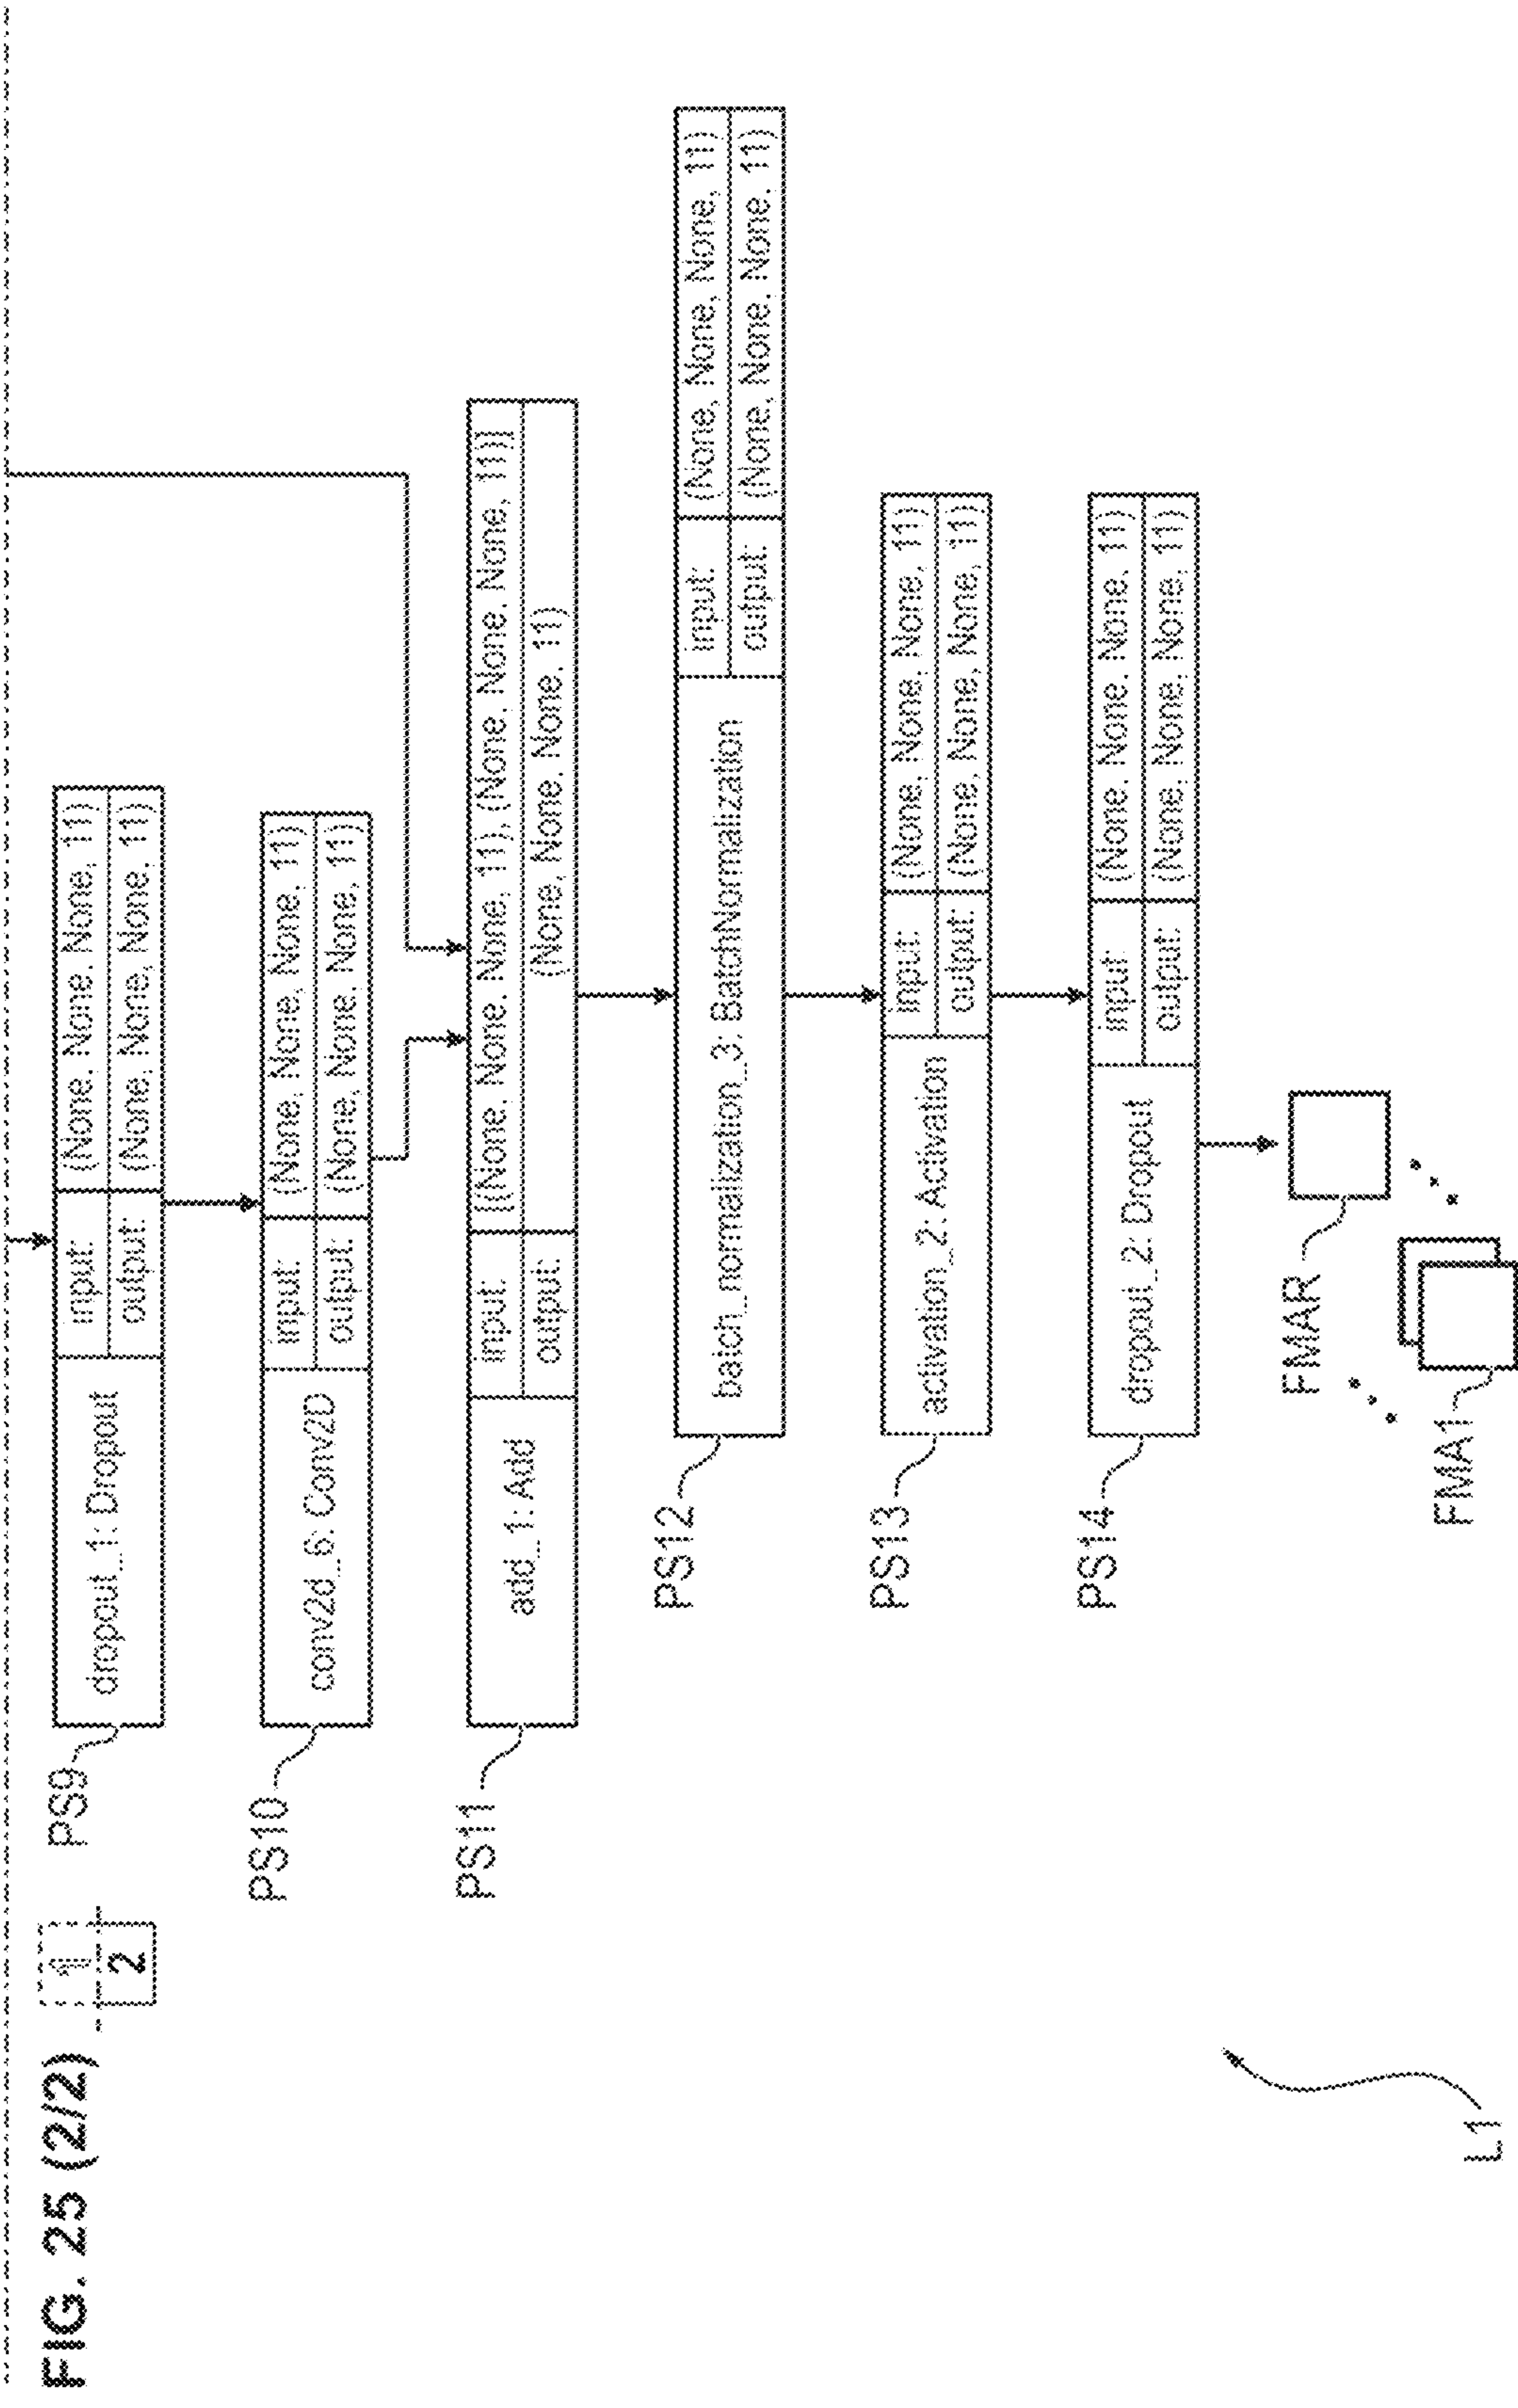 FIG. 25 (2/2)
1
2
PS9
dropout_1: Dropout
input:
(None, None, None, 11)
output:
(None, None, None, 11)
PS10
conv2d_6: Conv2D
input:
(None, None, None, 11)
output:
(None, None, None, 11)
PS11
add_1: Add
input:
[(None, None, None, 11), (None, None, None, 11)]
output:
(None, None, None, 11)
PS12
batch_normalization_3: BatchNormalization
input:
(None, None, None, 11)
output:
(None, None, None, 11)
PS13
activation_2: Activation
input:
(None, None, None, 11)
output:
(None, None, None, 11)
PS14
dropout_2: Dropout
input:
(None, None, None, 11)
output:
(None, None, None, 11)
FMAR
FMA1
L1